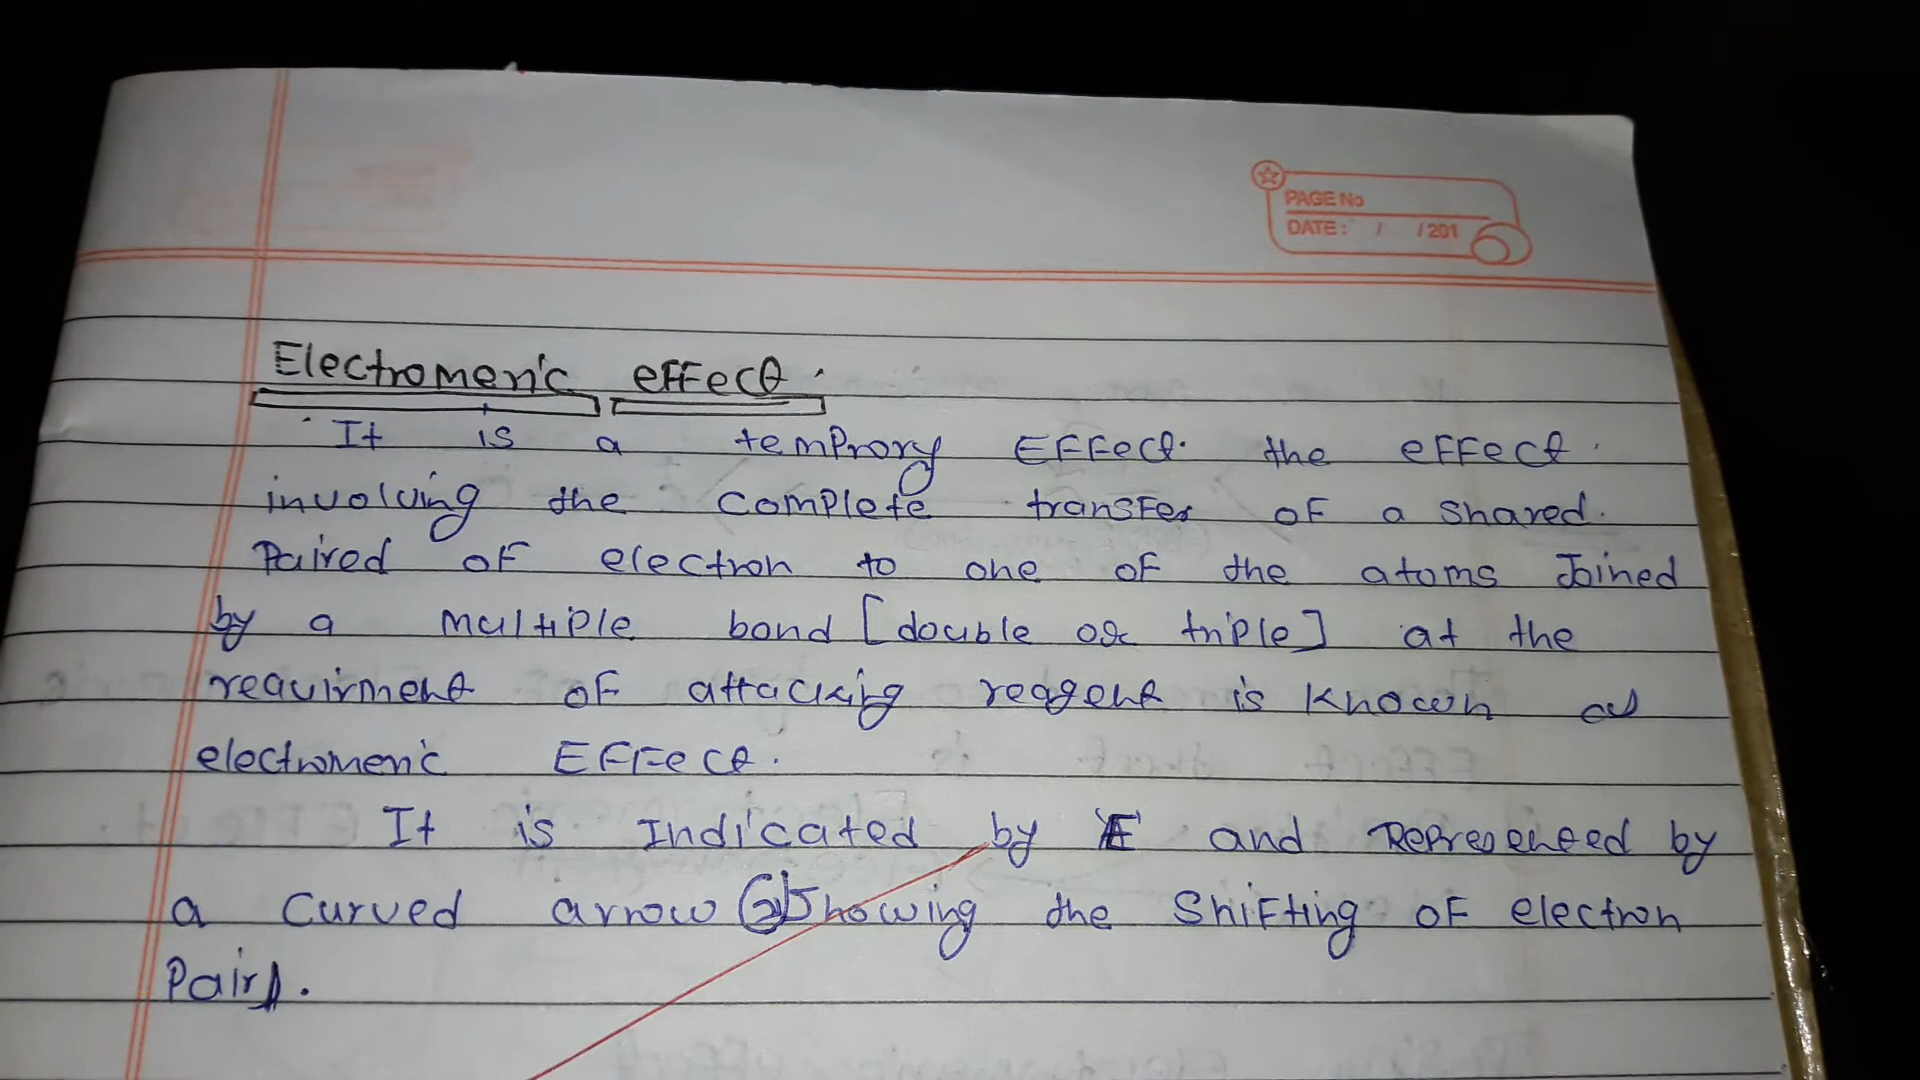 PAGE No
DATE: / /201
Electromeric effect.
It is a temprory Effect. the effect.
involving the complete transfer of a shared.
Paired of electron to one of the atoms Joined
by a multiple bond [double or triple] at the
requirment of attacking reagent is known as
electromeric Effect.
It is Indicated by 'E' and Represented by
a curved arrow showing the shifting of electron
Pairs.